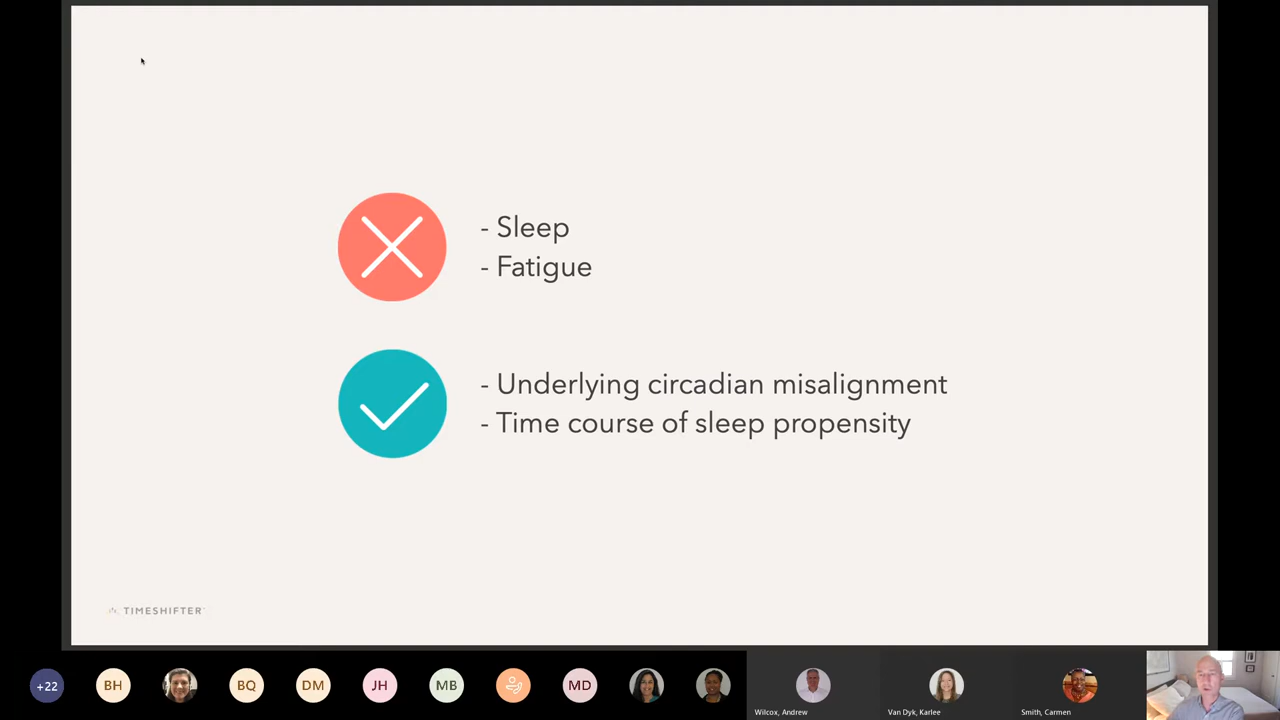 - Sleep
- Fatigue
- Underlying circadian misalignment
- Time course of sleep propensity
TIMESHIFTER
+22
BH
BQ
DM
JH
MB
MD
Wilcox, Andrew
Van Dyk, Karlee
Smith, Carmen